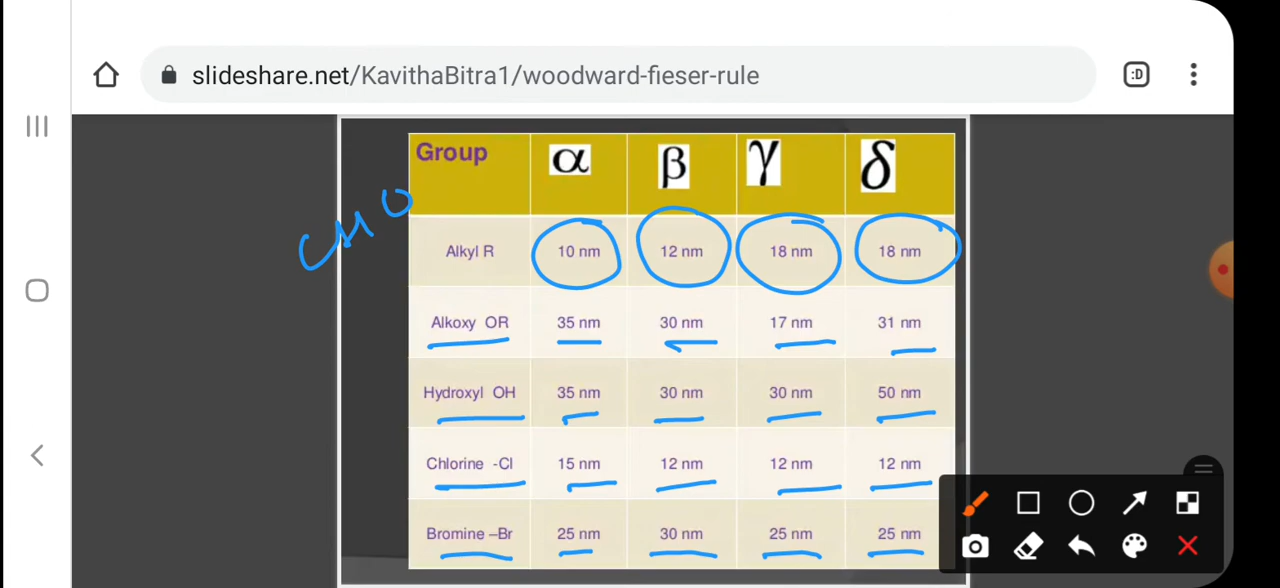 slideshare.net/KavithaBitra1/woodward-fieser-rule
:D
Group α β γ δ
CHO
Alkyl R 10 nm 12 nm 18 nm 18 nm
Alkoxy OR 35 nm 30 nm 17 nm 31 nm
Hydroxyl OH 35 nm 30 nm 30 nm 50 nm
Chlorine -Cl 15 nm 12 nm 12 nm 12 nm
Bromine –Br 25 nm 30 nm 25 nm 25 nm